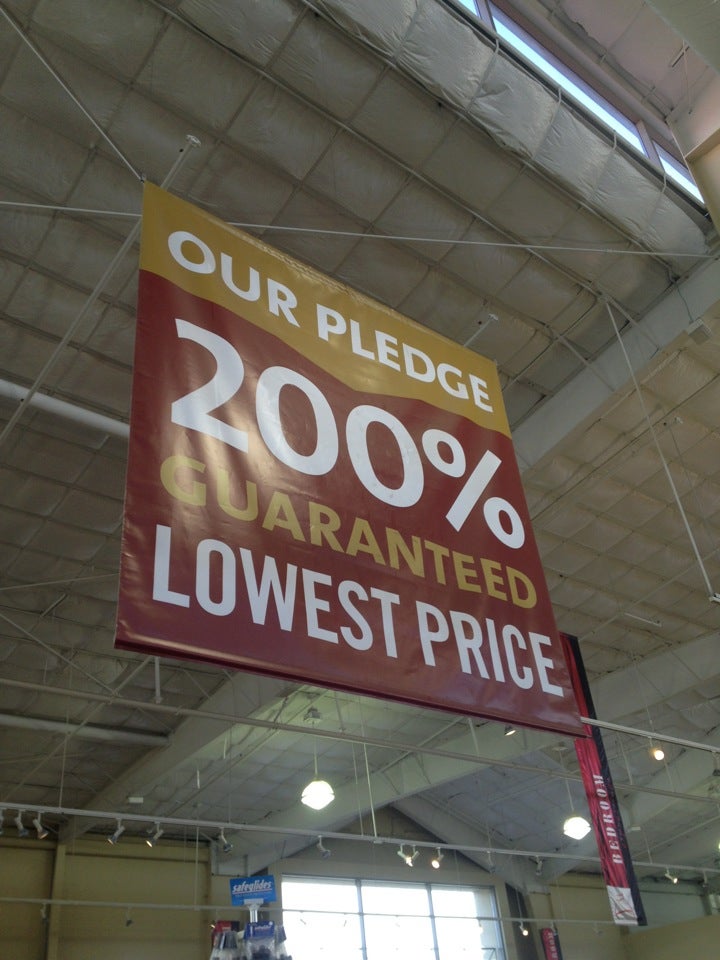 OUR PLEDGE
200%
GUARANTEED
LOWEST PRICE
BEDROOM
safeglides